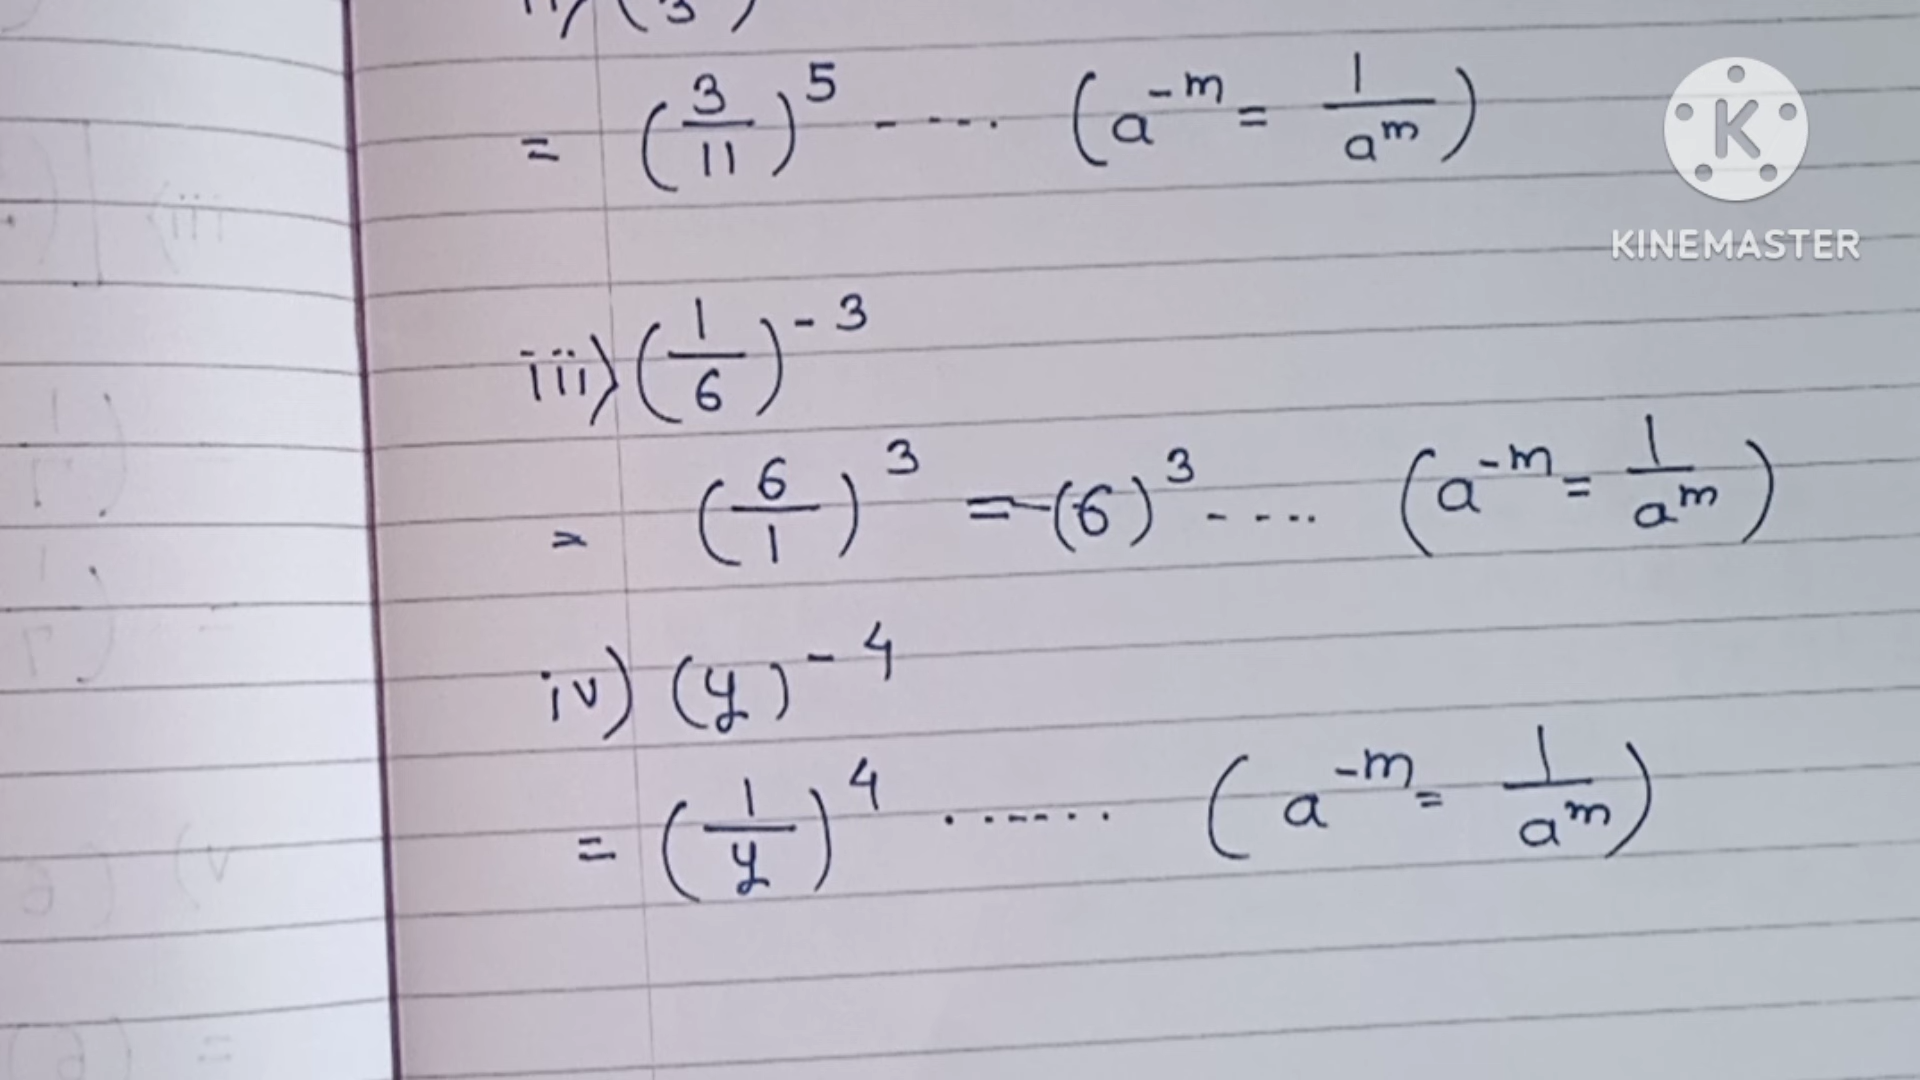 = (3/11)^5 - - - - - (a^-m = 1/a^m)
K
KINEMASTER
iii) (1/6)^-3
= (6/1)^3 = (6)^3 - - - - - (a^-m = 1/a^m)
iv) (y)^-4
= (1/y)^4 ....... (a^-m = 1/a^m)